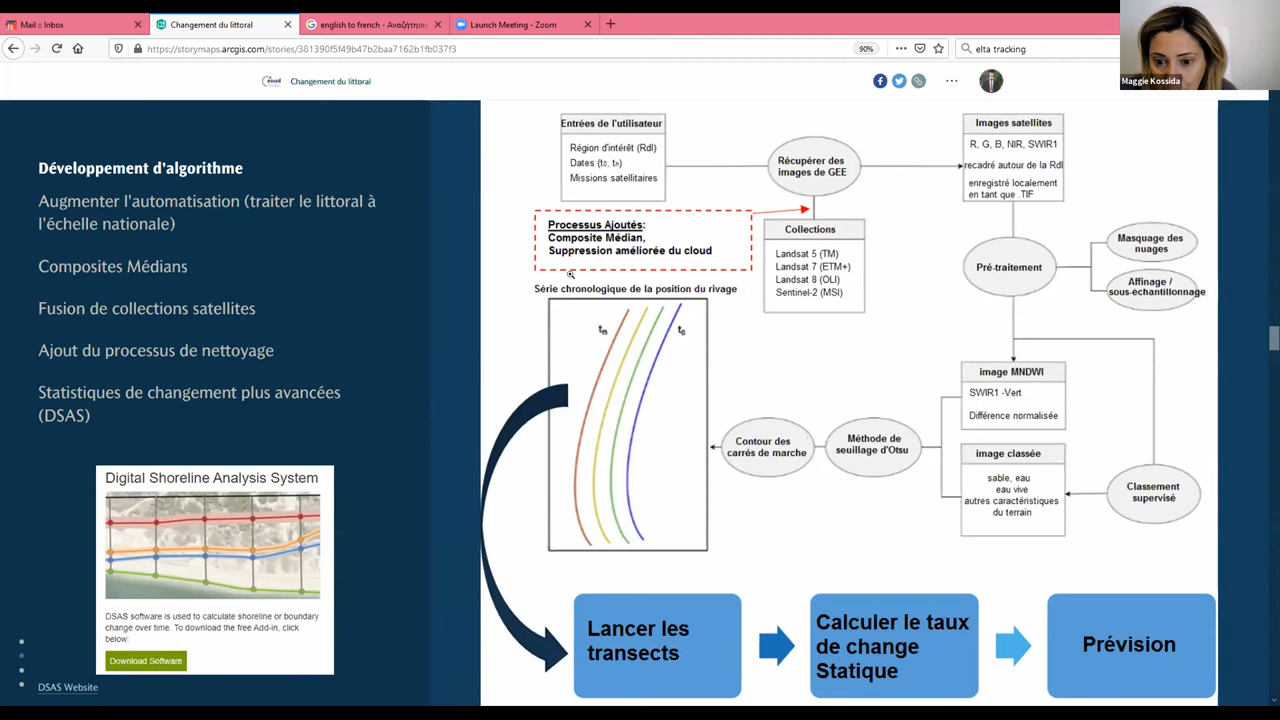 Mail :: Inbox
Changement du littoral
english to french - Αναζήτηση
Launch Meeting - Zoom
https://storymaps.arcgis.com/stories/381390f5f49b47b2baa7162b1fb037f3
90%
elta tracking
Maggie Kossida
Changement du littoral
Développement d'algorithme
Augmenter l'automatisation (traiter le littoral à
l'échelle nationale)
Composites Médians
Fusion de collections satellites
Ajout du processus de nettoyage
Statistiques de changement plus avancées
(DSAS)
Digital Shoreline Analysis System
DSAS software is used to calculate shoreline or boundary
change over time. To download the free Add-in, click
below:
Download Software
DSAS Website
Entrées de l'utilisateur
Région d'intérêt (RdI)
Dates (t0, tn)
Missions satellitaires
Récupérer des
images de GEE
Images satellites
R, G, B, NIR, SWIR1
recadré autour de la RdI
enregistré localement
en tant que .TIF
Processus Ajoutés:
Composite Médian,
Suppression améliorée du cloud
Collections
Landsat 5 (TM)
Landsat 7 (ETM+)
Landsat 8 (OLI)
Sentinel-2 (MSI)
Pré-traitement
Masquage des
nuages
Affinage /
sous-échantillonnage
Série chronologique de la position du rivage
tn
t0
image MNDWI
SWIR1 -Vert
Différence normalisée
Contour des
carrés de marche
Méthode de
seuillage d'Otsu
image classée
sable, eau
eau vive
autres caractéristiques
du terrain
Classement
supervisé
Lancer les
transects
Calculer le taux
de change
Statique
Prévision